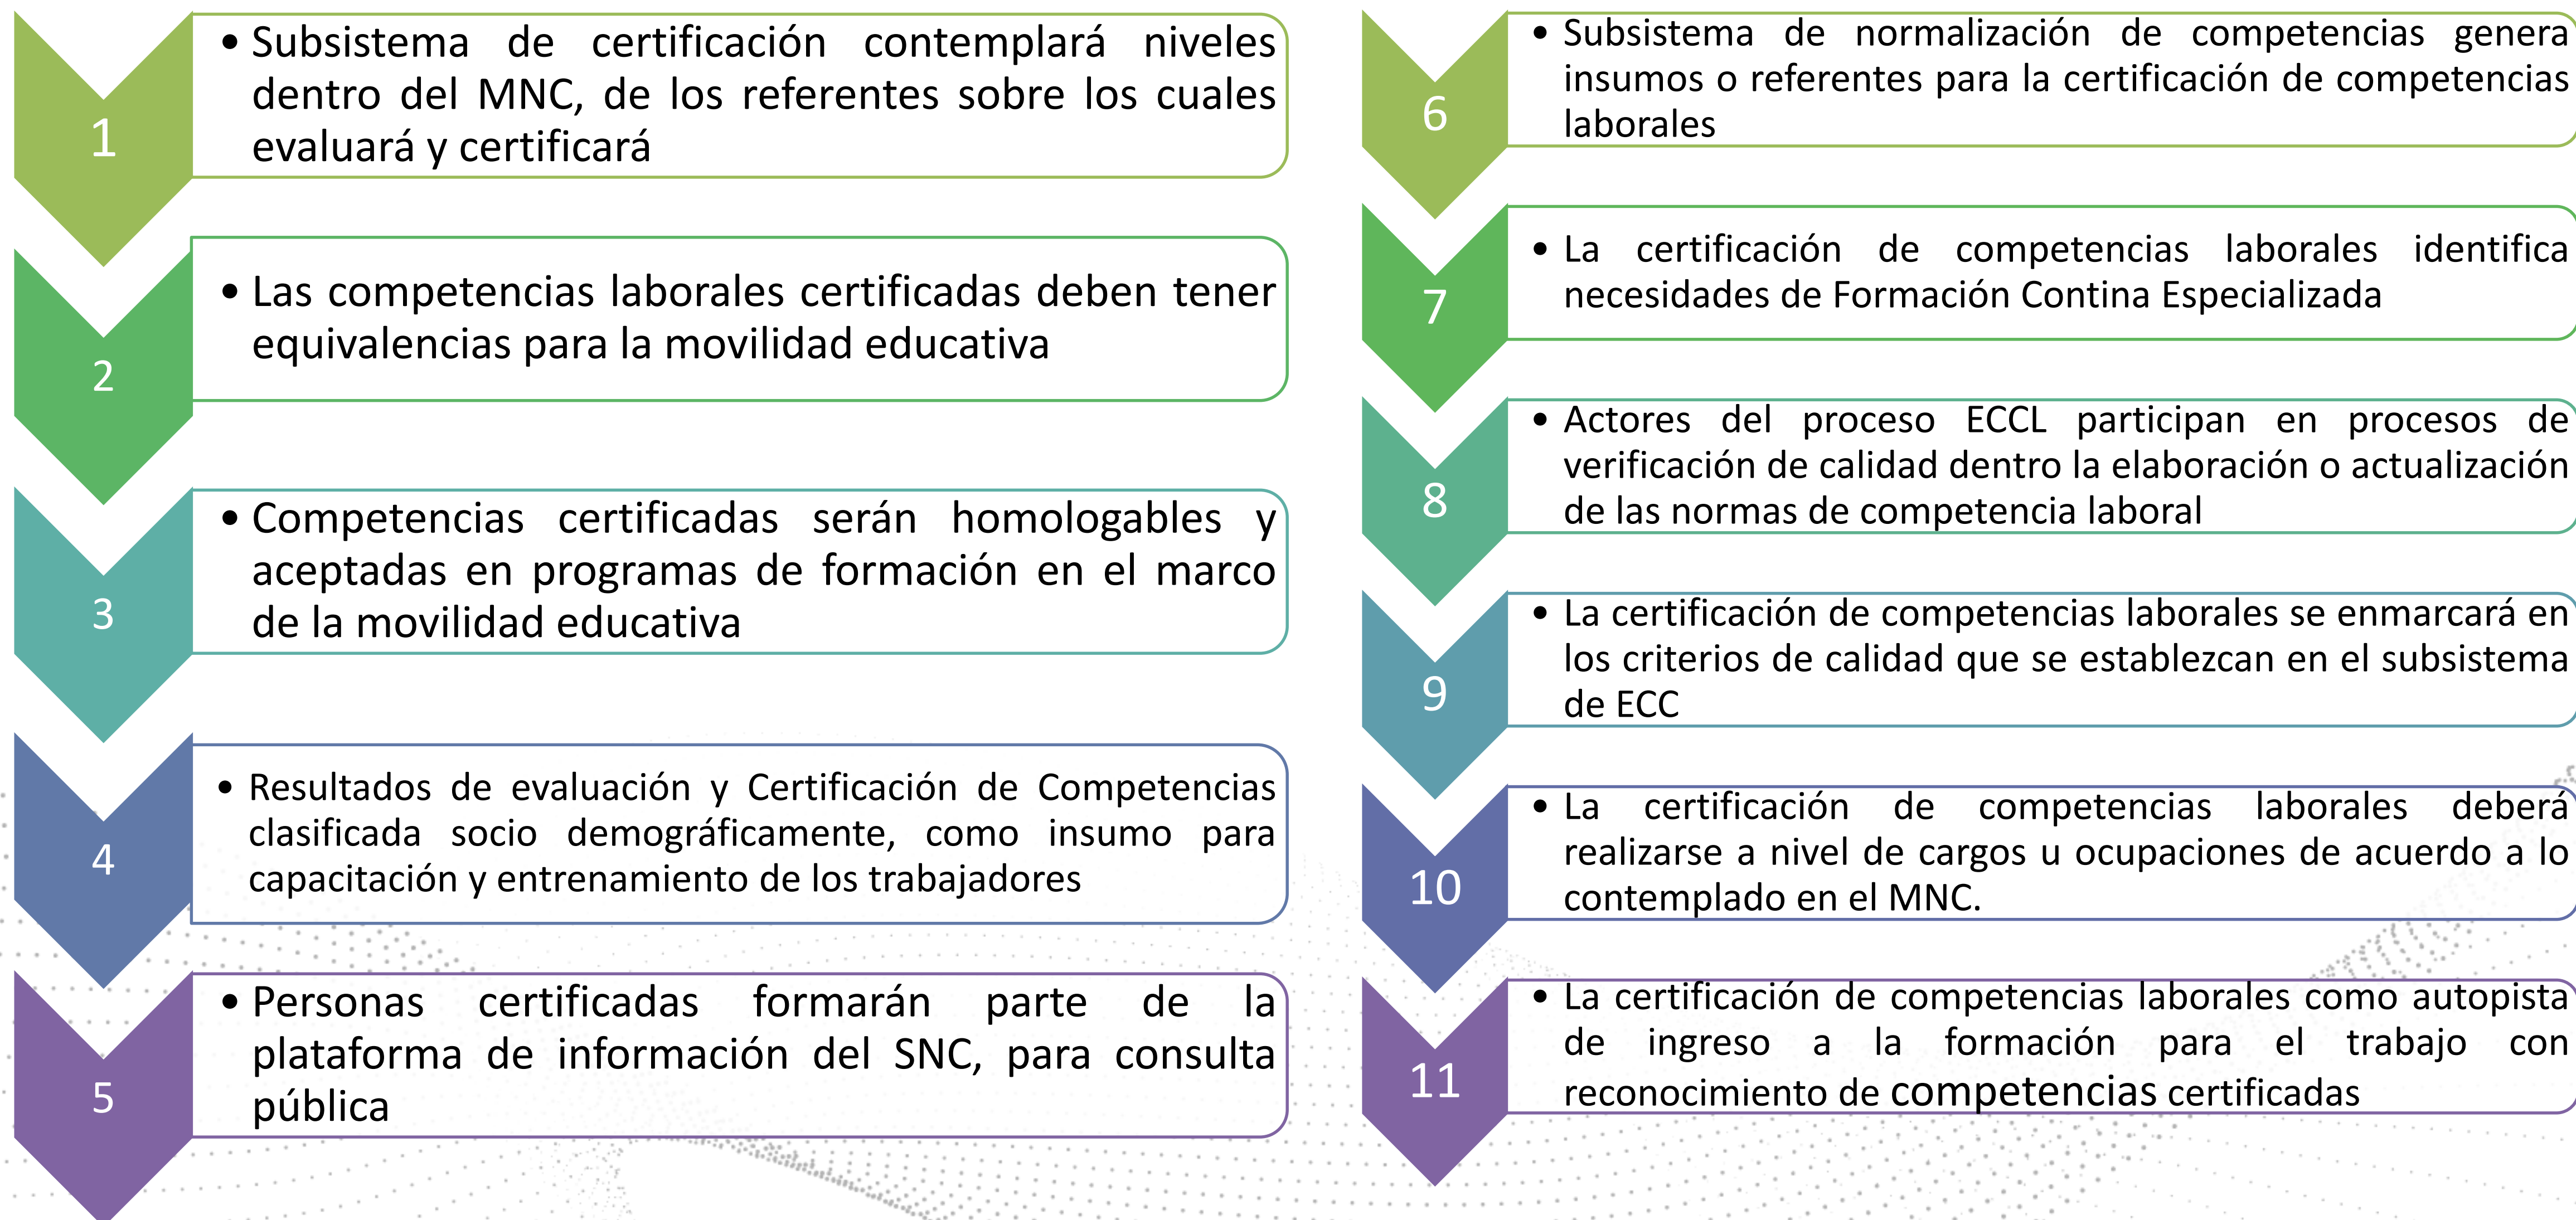 1
• Subsistema de certificación contemplará niveles
dentro del MNC, de los referentes sobre los cuales
evaluará y certificará
2
• Las competencias laborales certificadas deben tener
equivalencias para la movilidad educativa
3
• Competencias certificadas serán homologables y
aceptadas en programas de formación en el marco
de la movilidad educativa
4
• Resultados de evaluación y Certificación de Competencias
clasificada socio demográficamente, como insumo para
capacitación y entrenamiento de los trabajadores
5
• Personas certificadas formarán parte de la
plataforma de información del SNC, para consulta
pública
6
• Subsistema de normalización de competencias genera
insumos o referentes para la certificación de competencias
laborales
7
• La certificación de competencias laborales identifica
necesidades de Formación Contina Especializada
8
• Actores del proceso ECCL participan en procesos de
verificación de calidad dentro la elaboración o actualización
de las normas de competencia laboral
9
• La certificación de competencias laborales se enmarcará en
los criterios de calidad que se establezcan en el subsistema
de ECC
10
• La certificación de competencias laborales deberá
realizarse a nivel de cargos u ocupaciones de acuerdo a lo
contemplado en el MNC.
11
• La certificación de competencias laborales como autopista
de ingreso a la formación para el trabajo con
reconocimiento de competencias certificadas